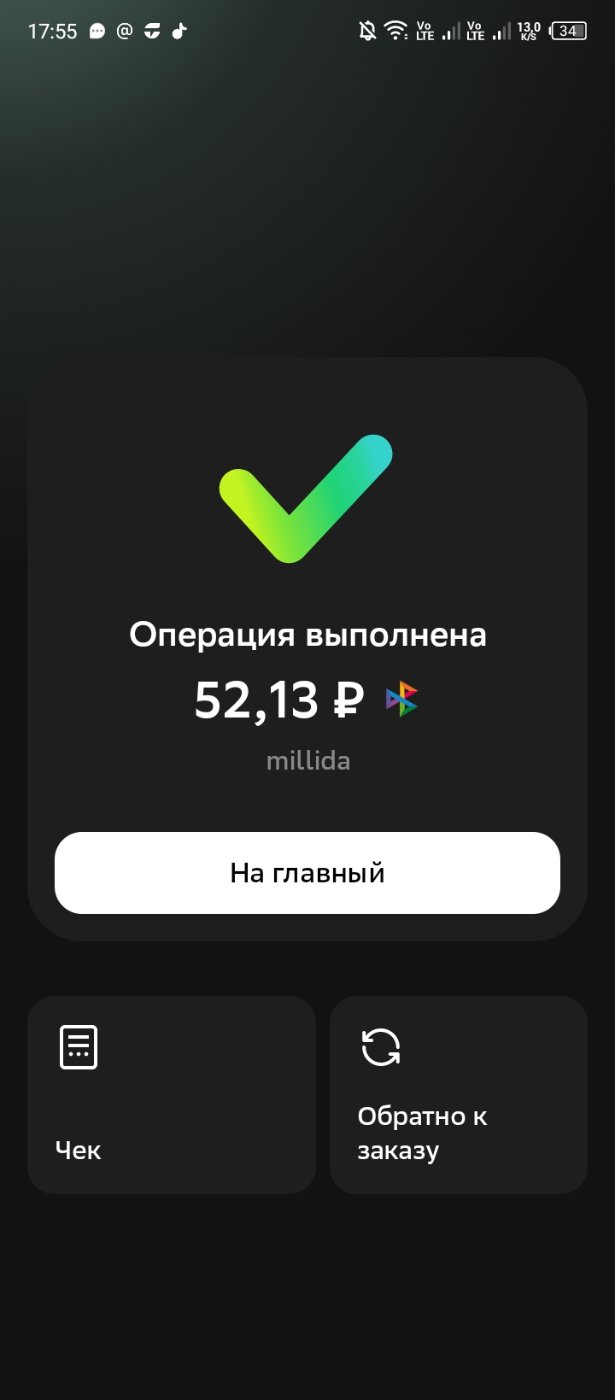 17:55 @ Vo LTE Vo LTE 13,0 K/S 34
Операция выполнена
52,13 ₽
millida
На главный
Чек
Обратно к
заказу